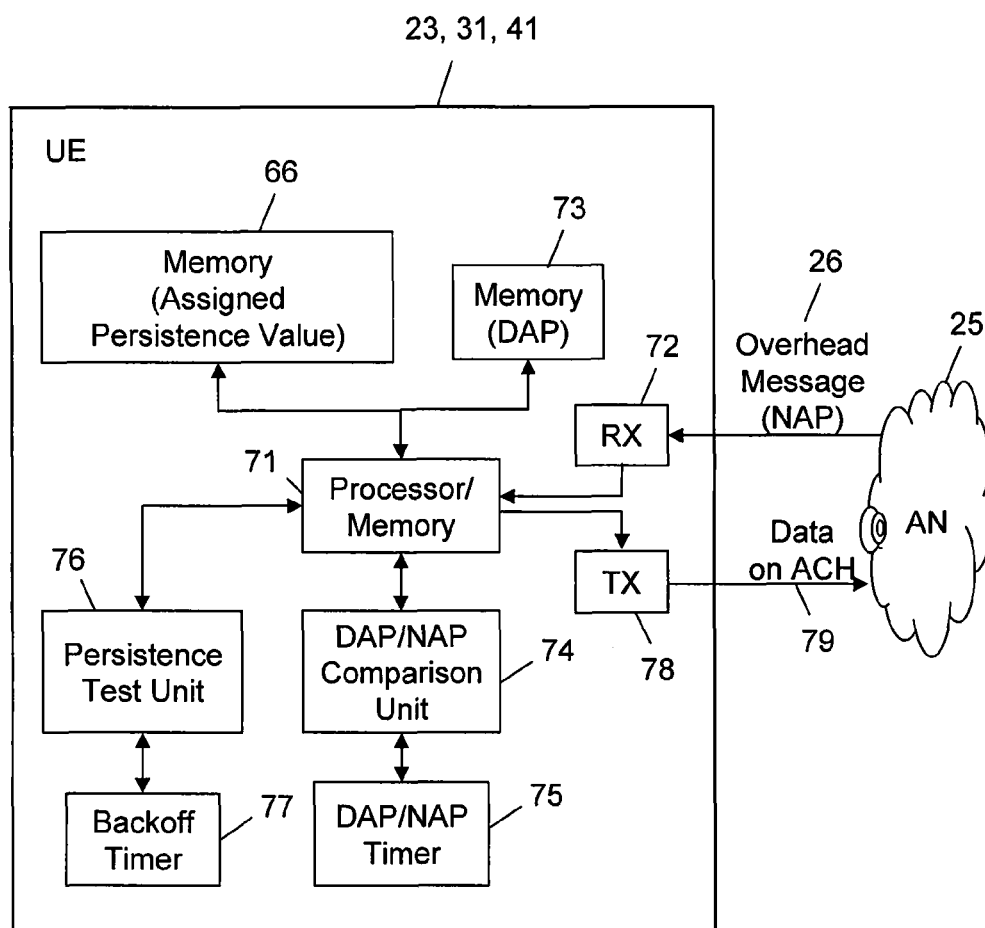 23, 31, 41
UE
66
Memory
(Assigned
Persistence Value)
73
Memory
(DAP)
72
RX
26
Overhead
Message
(NAP)
25
AN
71
Processor/
Memory
TX
78
Data
on ACH
79
76
Persistence
Test Unit
DAP/NAP
Comparison
Unit
74
Backoff
Timer
77
DAP/NAP
Timer
75